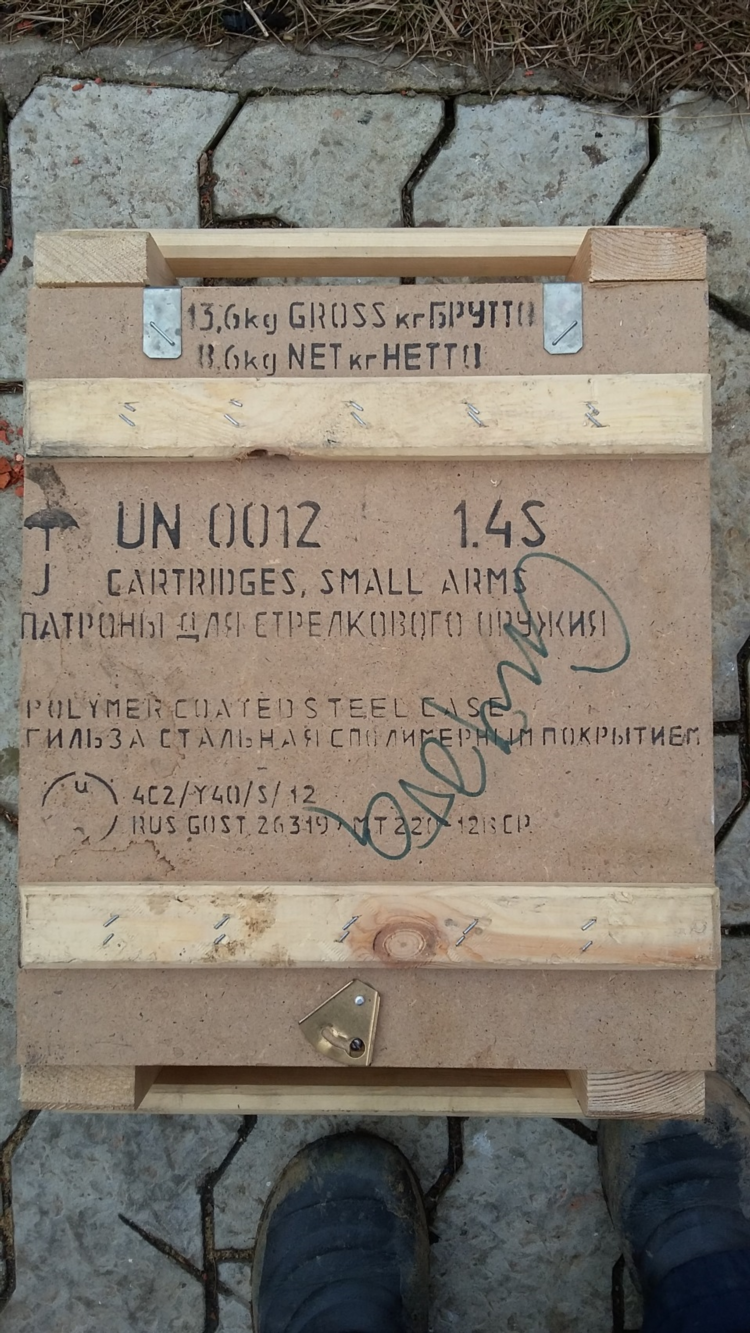 13,6kg GROSS кг БРУТТО
8.6kg NET кг НЕТТО
UN 0012 1.4S
CARTRIDGES, SMALL ARMS
ПАТРОНЫ ДЛЯ СТРЕЛКОВОГО ОРУЖИЯ
POLYMER COATED STEEL CASE
ГИЛЬЗА СТАЛЬНАЯ С ПОЛИМЕРНЫМ ПОКРЫТИЕМ
u
4C2/Y40/S/12
RUS GOST 26319